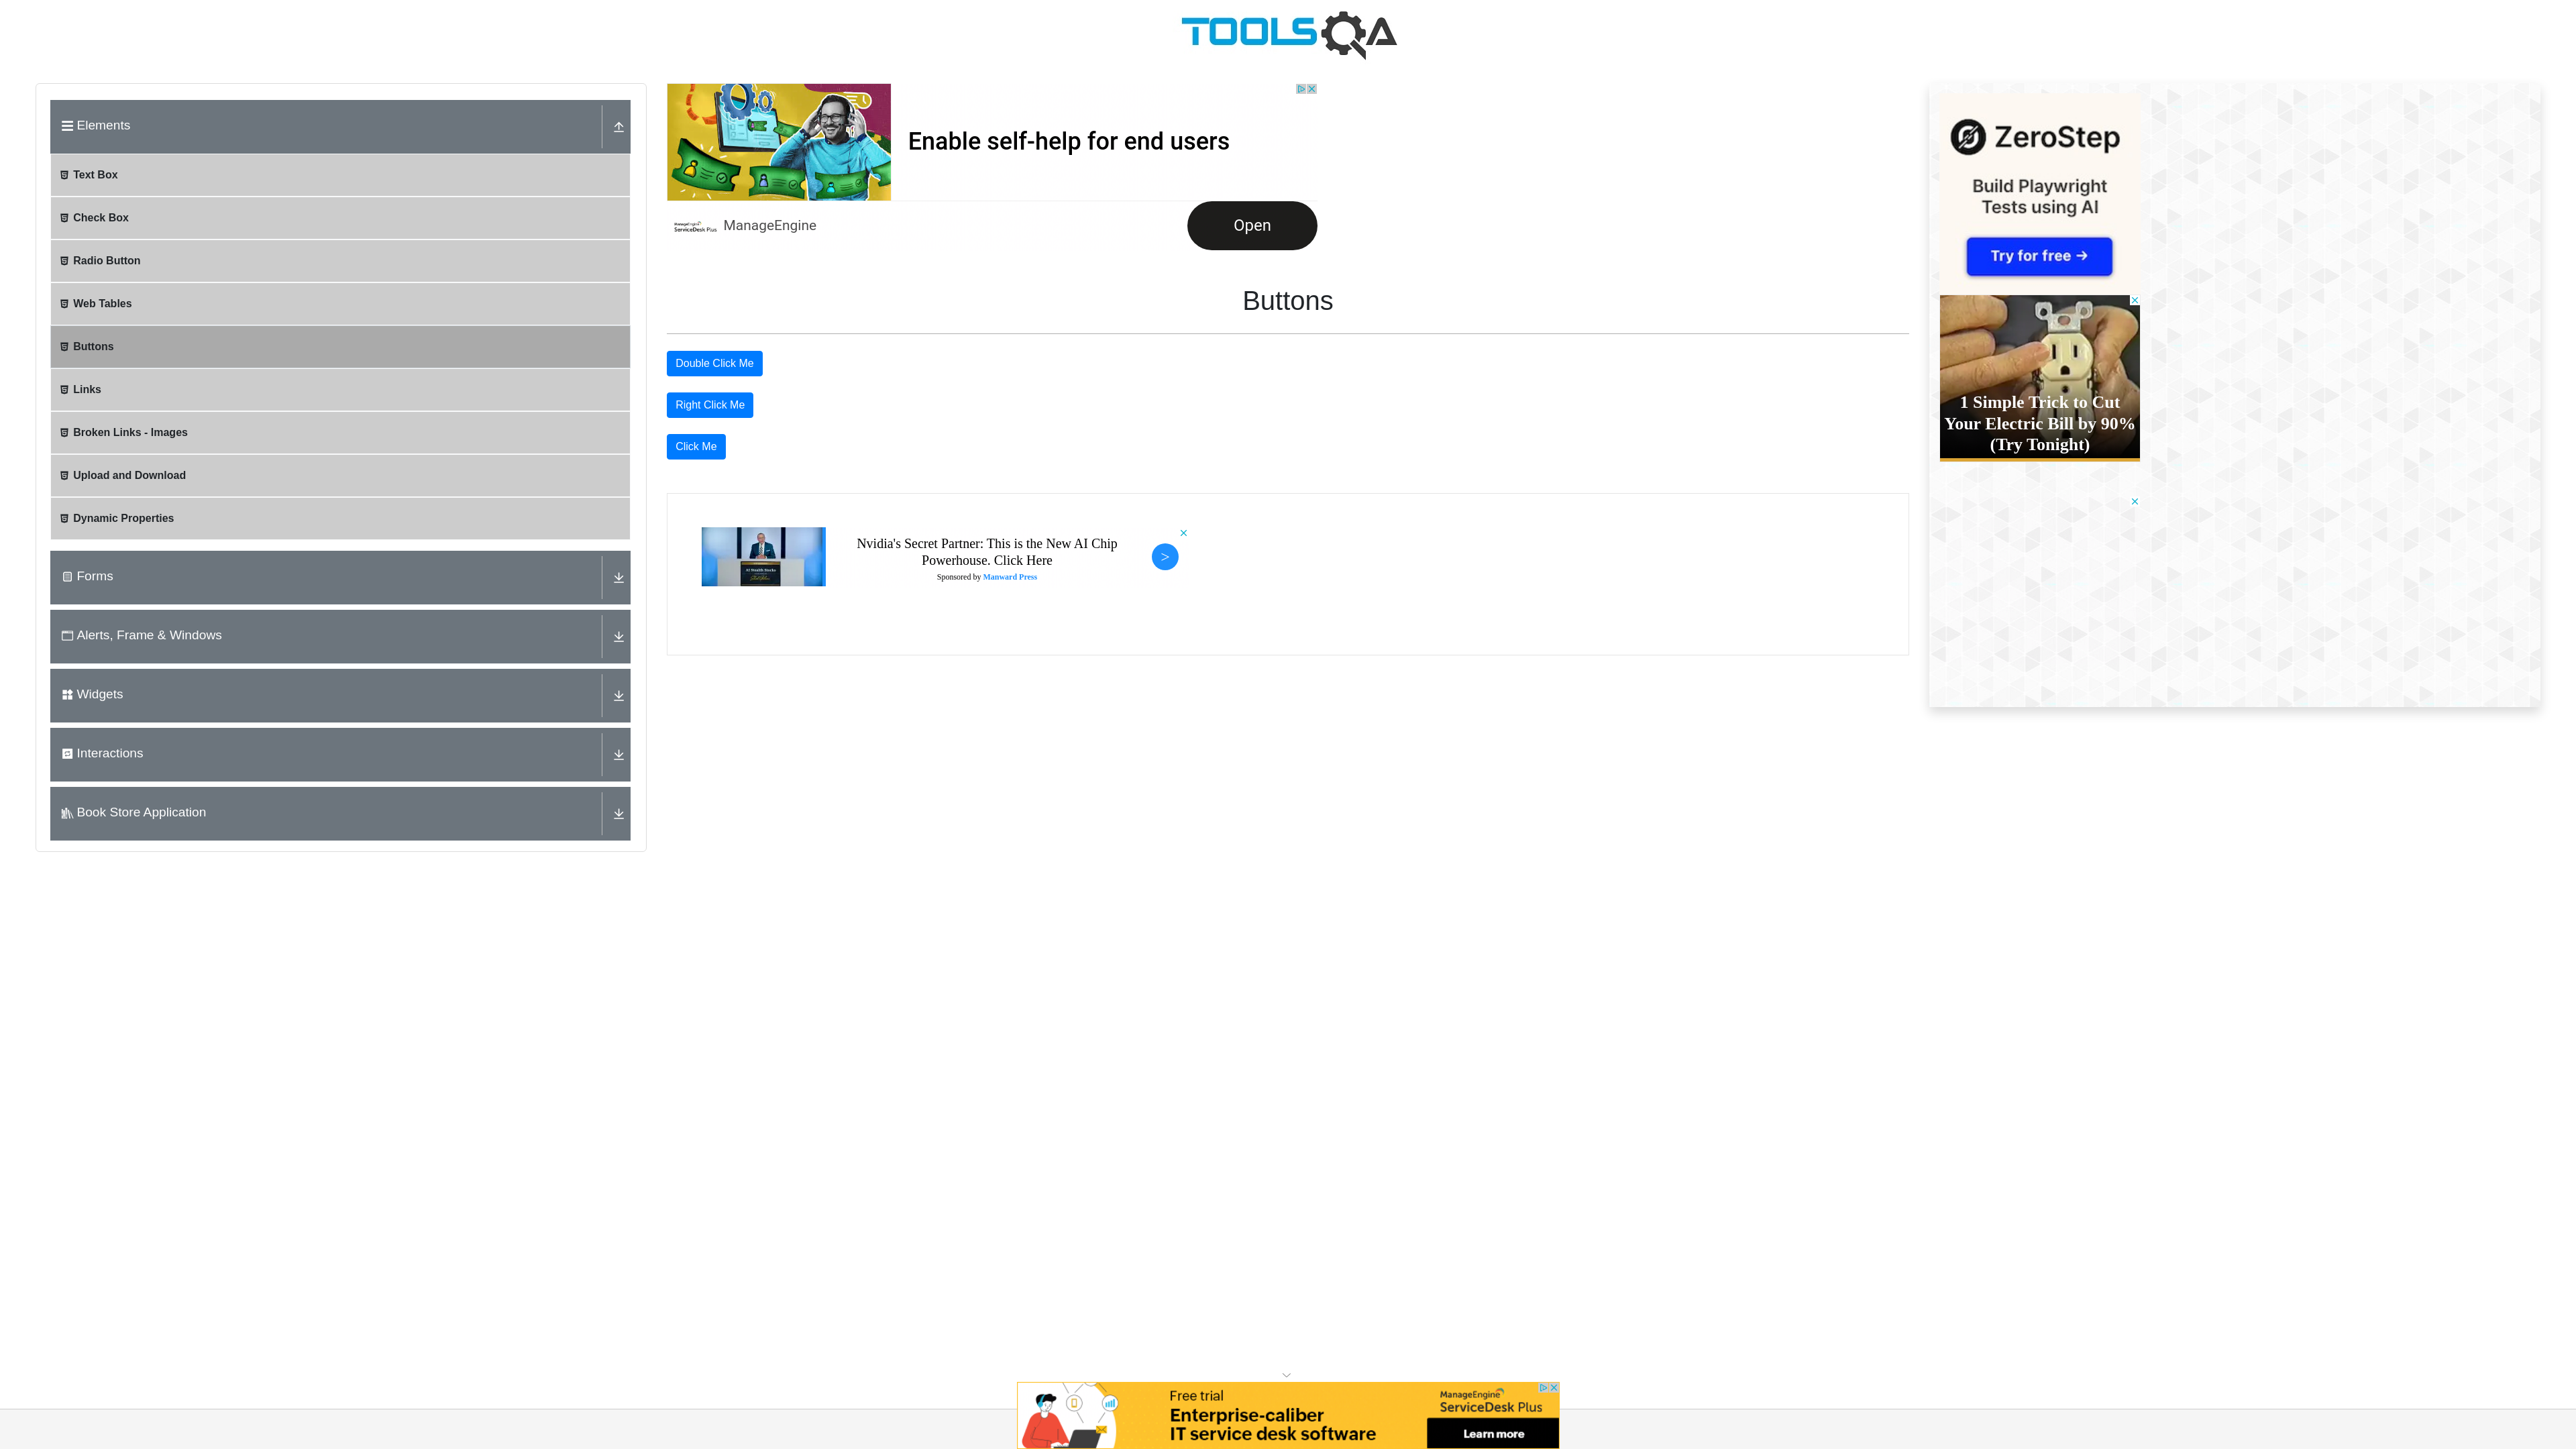 TOOLSQA
Elements
Text Box
Check Box
Radio Button
Web Tables
Buttons
Links
Broken Links - Images
Upload and Download
Dynamic Properties
Forms
Alerts, Frame & Windows
Widgets
Interactions
Book Store Application
Enable self-help for end users
ManageEngine
ServiceDesk Plus
ManageEngine
Open
Buttons
Double Click Me
Right Click Me
Click Me
Nvidia's Secret Partner: This is the New AI Chip
Powerhouse. Click Here
Sponsored by Manward Press
>
ZeroStep
Build Playwright
Tests using AI
Try for free →
1 Simple Trick to Cut
Your Electric Bill by 90%
(Try Tonight)
Free trial
Enterprise-caliber
IT service desk software
ManageEngine
ServiceDesk Plus
Learn more